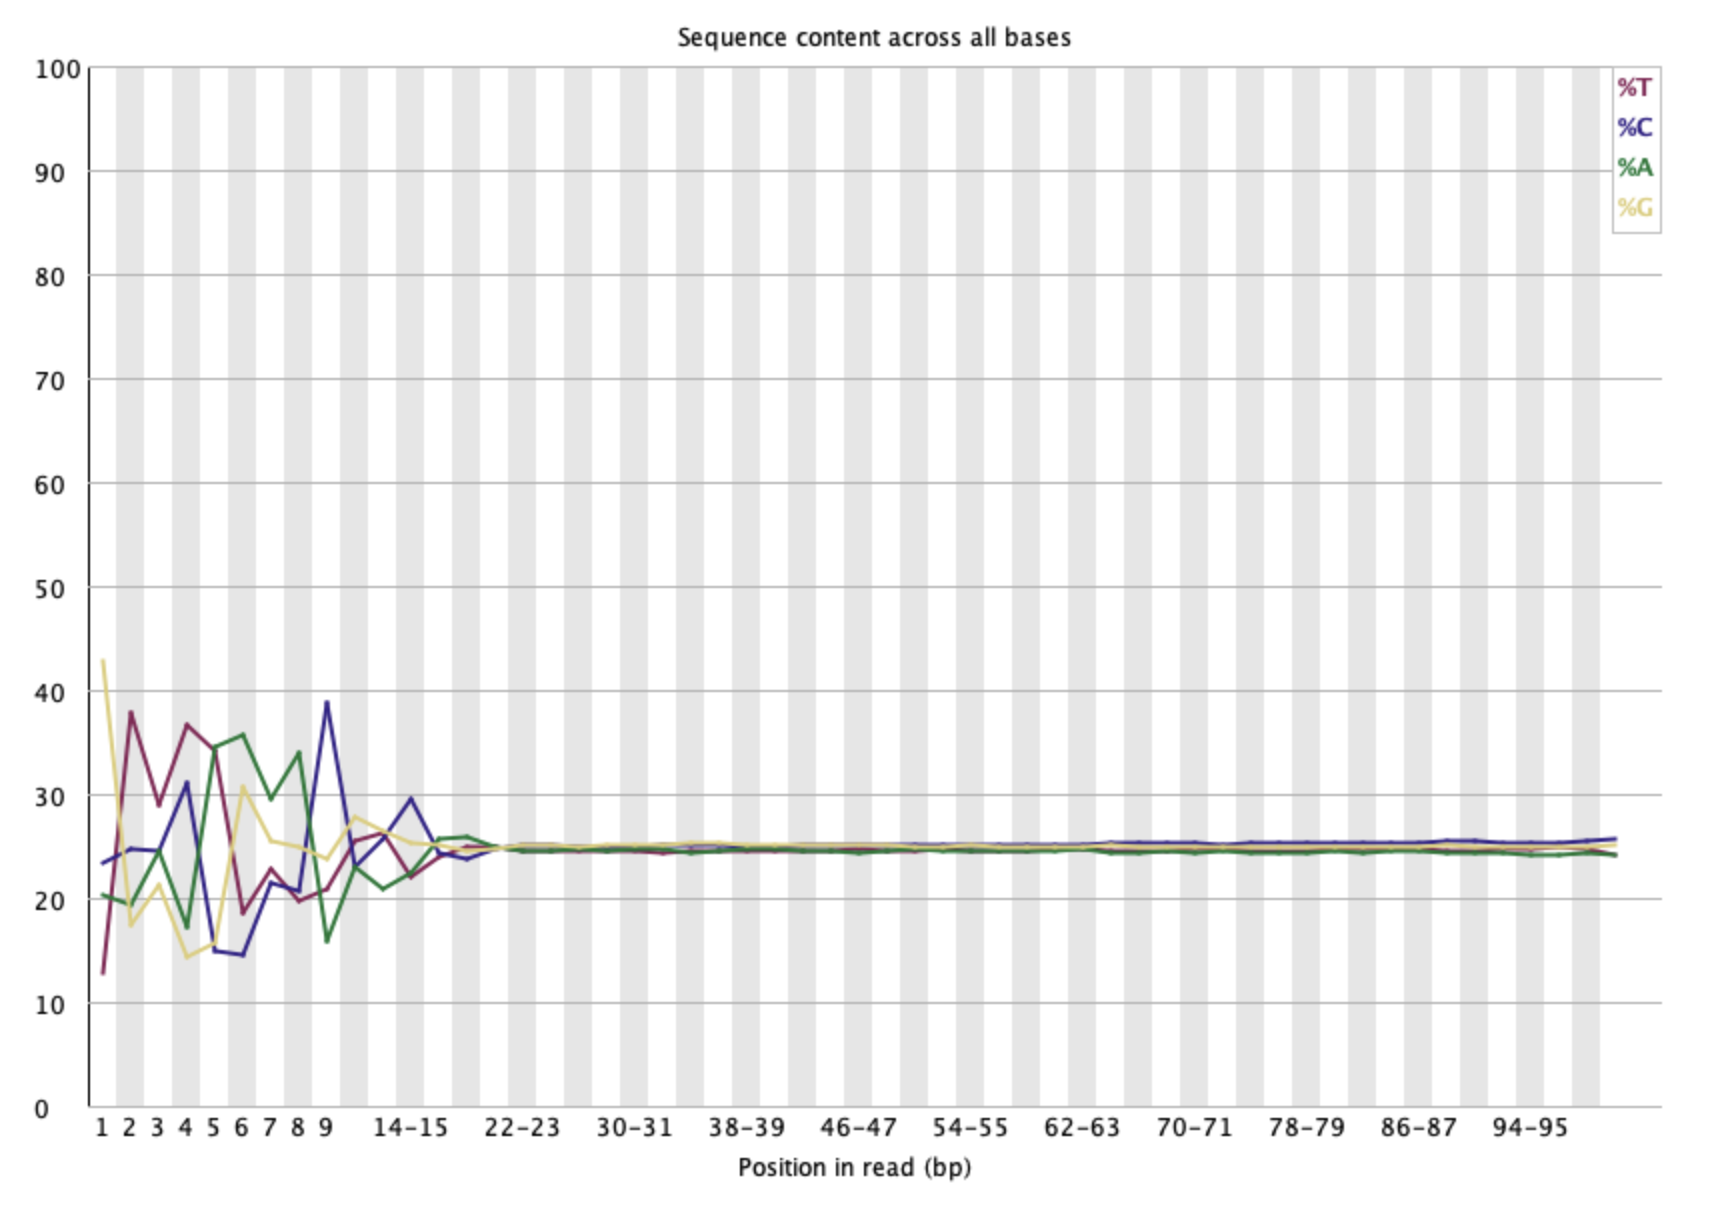 Sequence content across all bases
100
90
80
70
60
50
40
30
20
10
0
%T
%C
%A
%G
1 2 3 4 5 6 7 8 9 14-15 22-23 30-31 38-39 46-47 54-55 62-63 70-71 78-79 86-87 94-95
Position in read (bp)